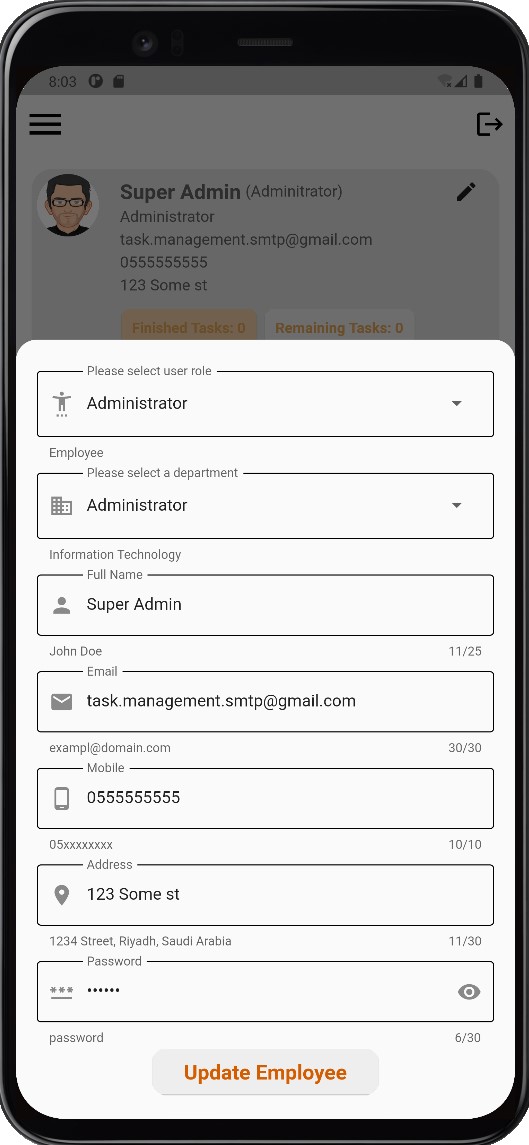 8:03
Super Admin (Adminitrator)
Administrator
task.management.smtp@gmail.com
0555555555
123 Some st
Finished Tasks: 0 Remaining Tasks: 0
Please select user role
Administrator
Employee
Please select a department
Administrator
Information Technology
Full Name
Super Admin
John Doe 11/25
Email
task.management.smtp@gmail.com
exampl@domain.com 30/30
Mobile
0555555555
05xxxxxxxx 10/10
Address
123 Some st
1234 Street, Riyadh, Saudi Arabia 11/30
Password
••••••
password 6/30
Update Employee